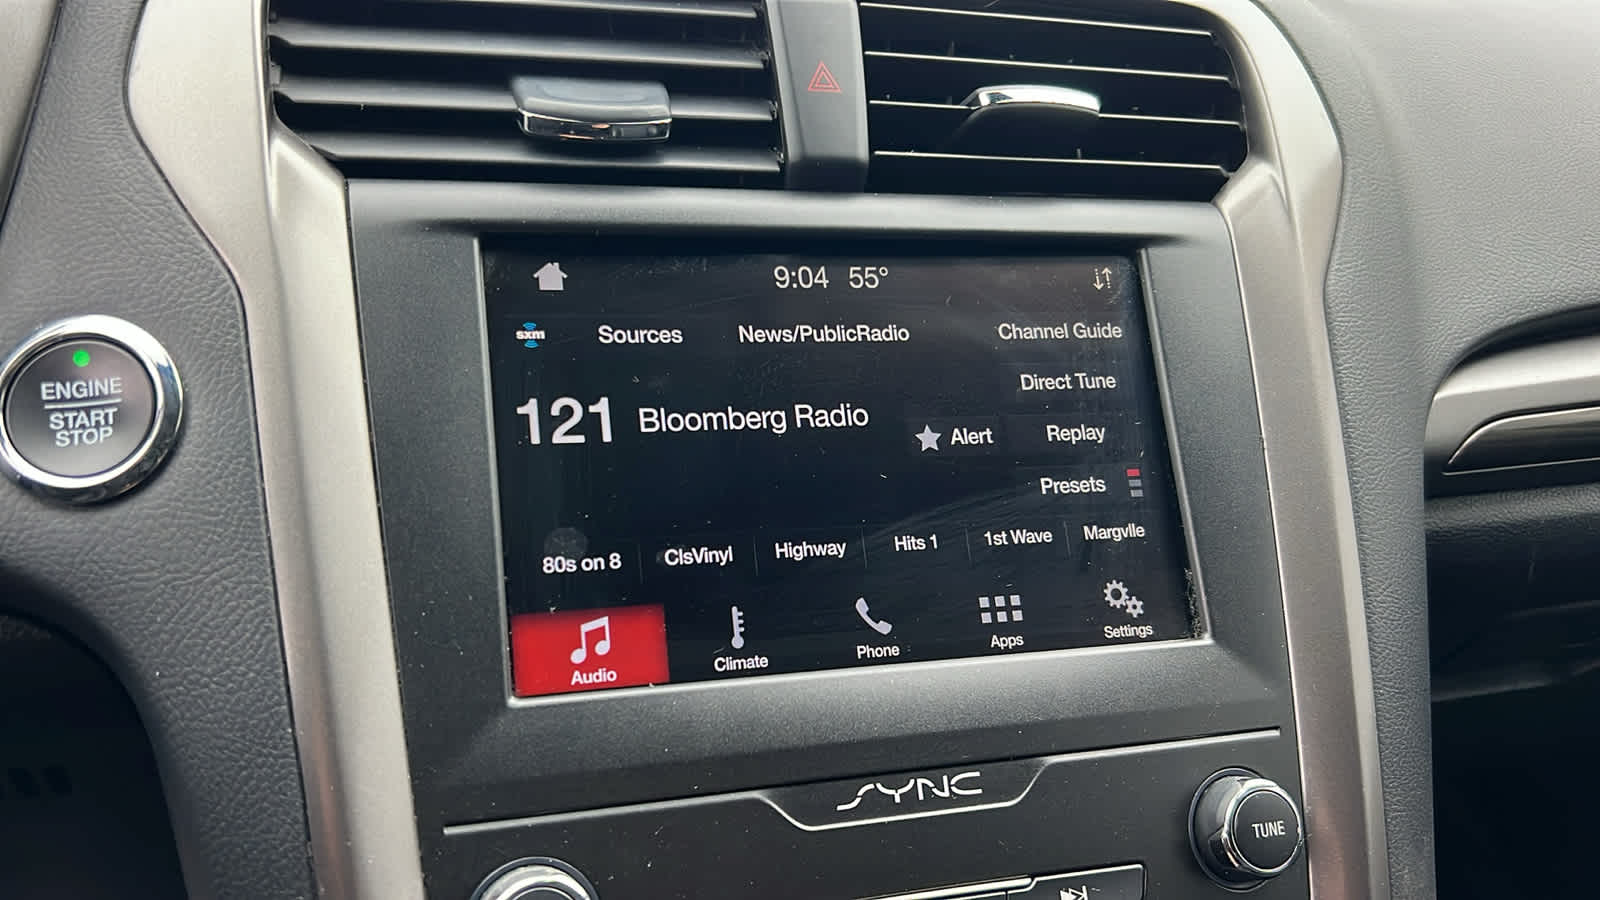 9:04 55°
sxm Sources News/PublicRadio Channel Guide
Direct Tune
121 Bloomberg Radio
Alert Replay
Presets
80s on 8 ClsVinyl Highway Hits 1 1st Wave Margvlle
Audio Climate Phone Apps Settings
ENGINE
START
STOP
SYNC
TUNE